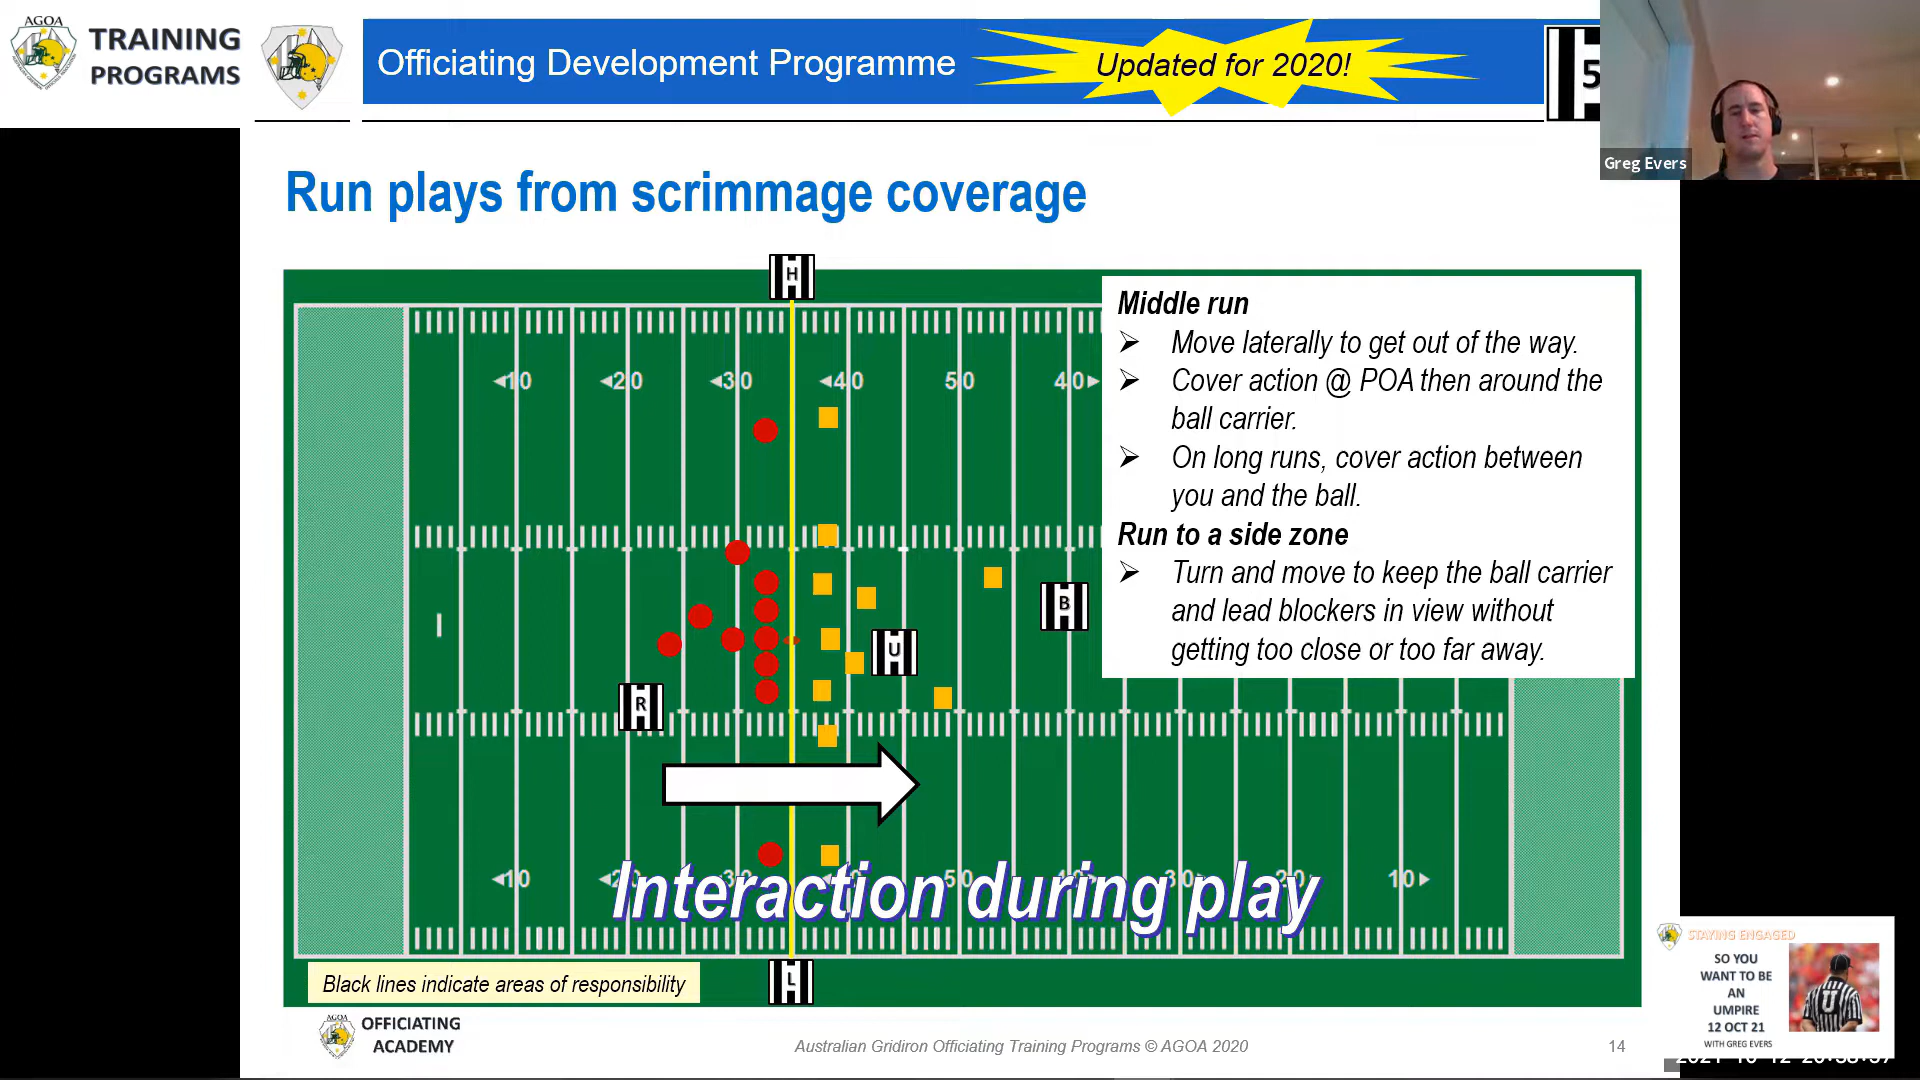 AGOA
TRAINING
PROGRAMS
Officiating Development Programme
Updated for 2020!
5
Greg Evers
Run plays from scrimmage coverage
H
Middle run
Move laterally to get out of the way.
Cover action @ POA then around the
ball carrier.
On long runs, cover action between
you and the ball.
Run to a side zone
Turn and move to keep the ball carrier
and lead blockers in view without
getting too close or too far away.
◄10 ◄20 ◄30 ◄40 50 40►
B
U
R
◄10 50 10►
Interaction during play
L
Black lines indicate areas of responsibility
AGOA
OFFICIATING
ACADEMY
Australian Gridiron Officiating Training Programs © AGOA 2020
14
STAYING ENGAGED
SO YOU
WANT TO BE
AN
UMPIRE
12 OCT 21
WITH GREG EVERS
U